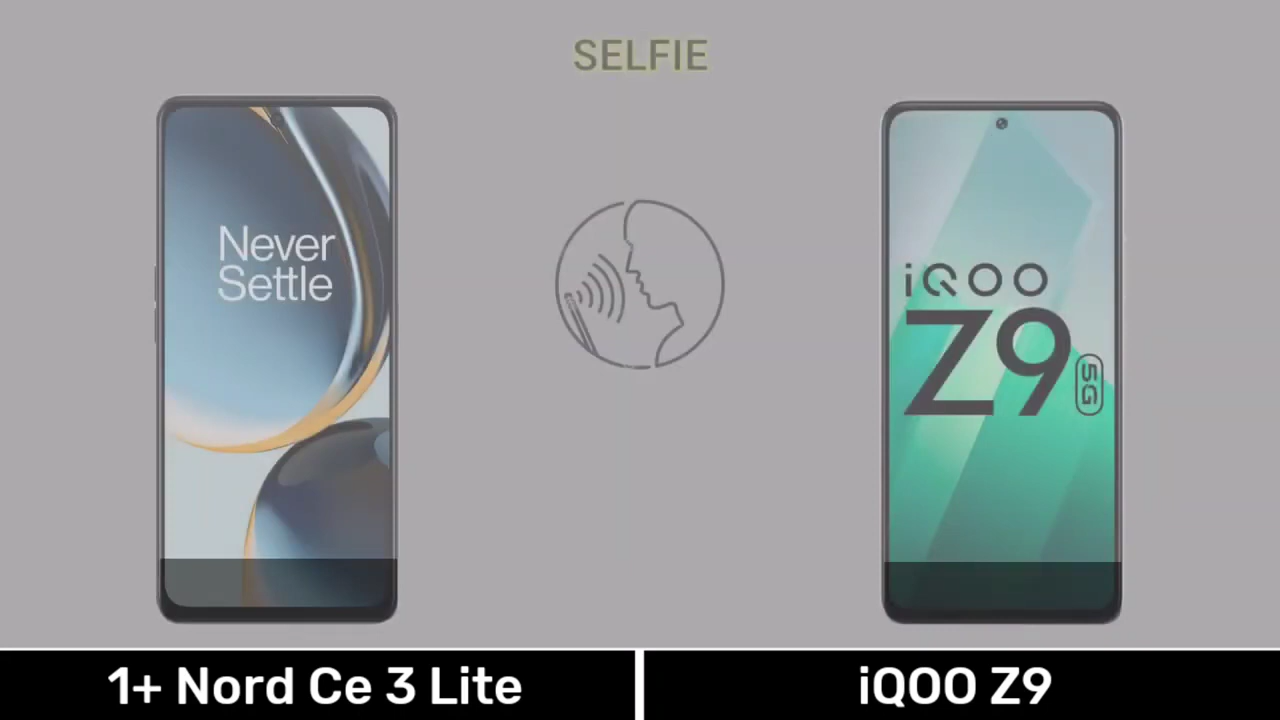 SELFIE
Never
Settle
iQOO
Z9
5G
1+ Nord Ce 3 Lite
iQOO Z9